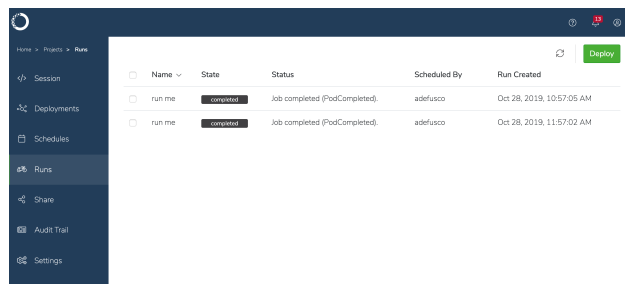 13
Home > Projects > Runs
Deploy
</> Session
Deployments
Schedules
Runs
Share
Audit Trail
Settings
Name State Status Scheduled By Run Created
run me completed Job completed (PodCompleted). adefusco Oct 28, 2019, 10:57:05 AM
run me completed Job completed (PodCompleted). adefusco Oct 28, 2019, 11:57:02 AM